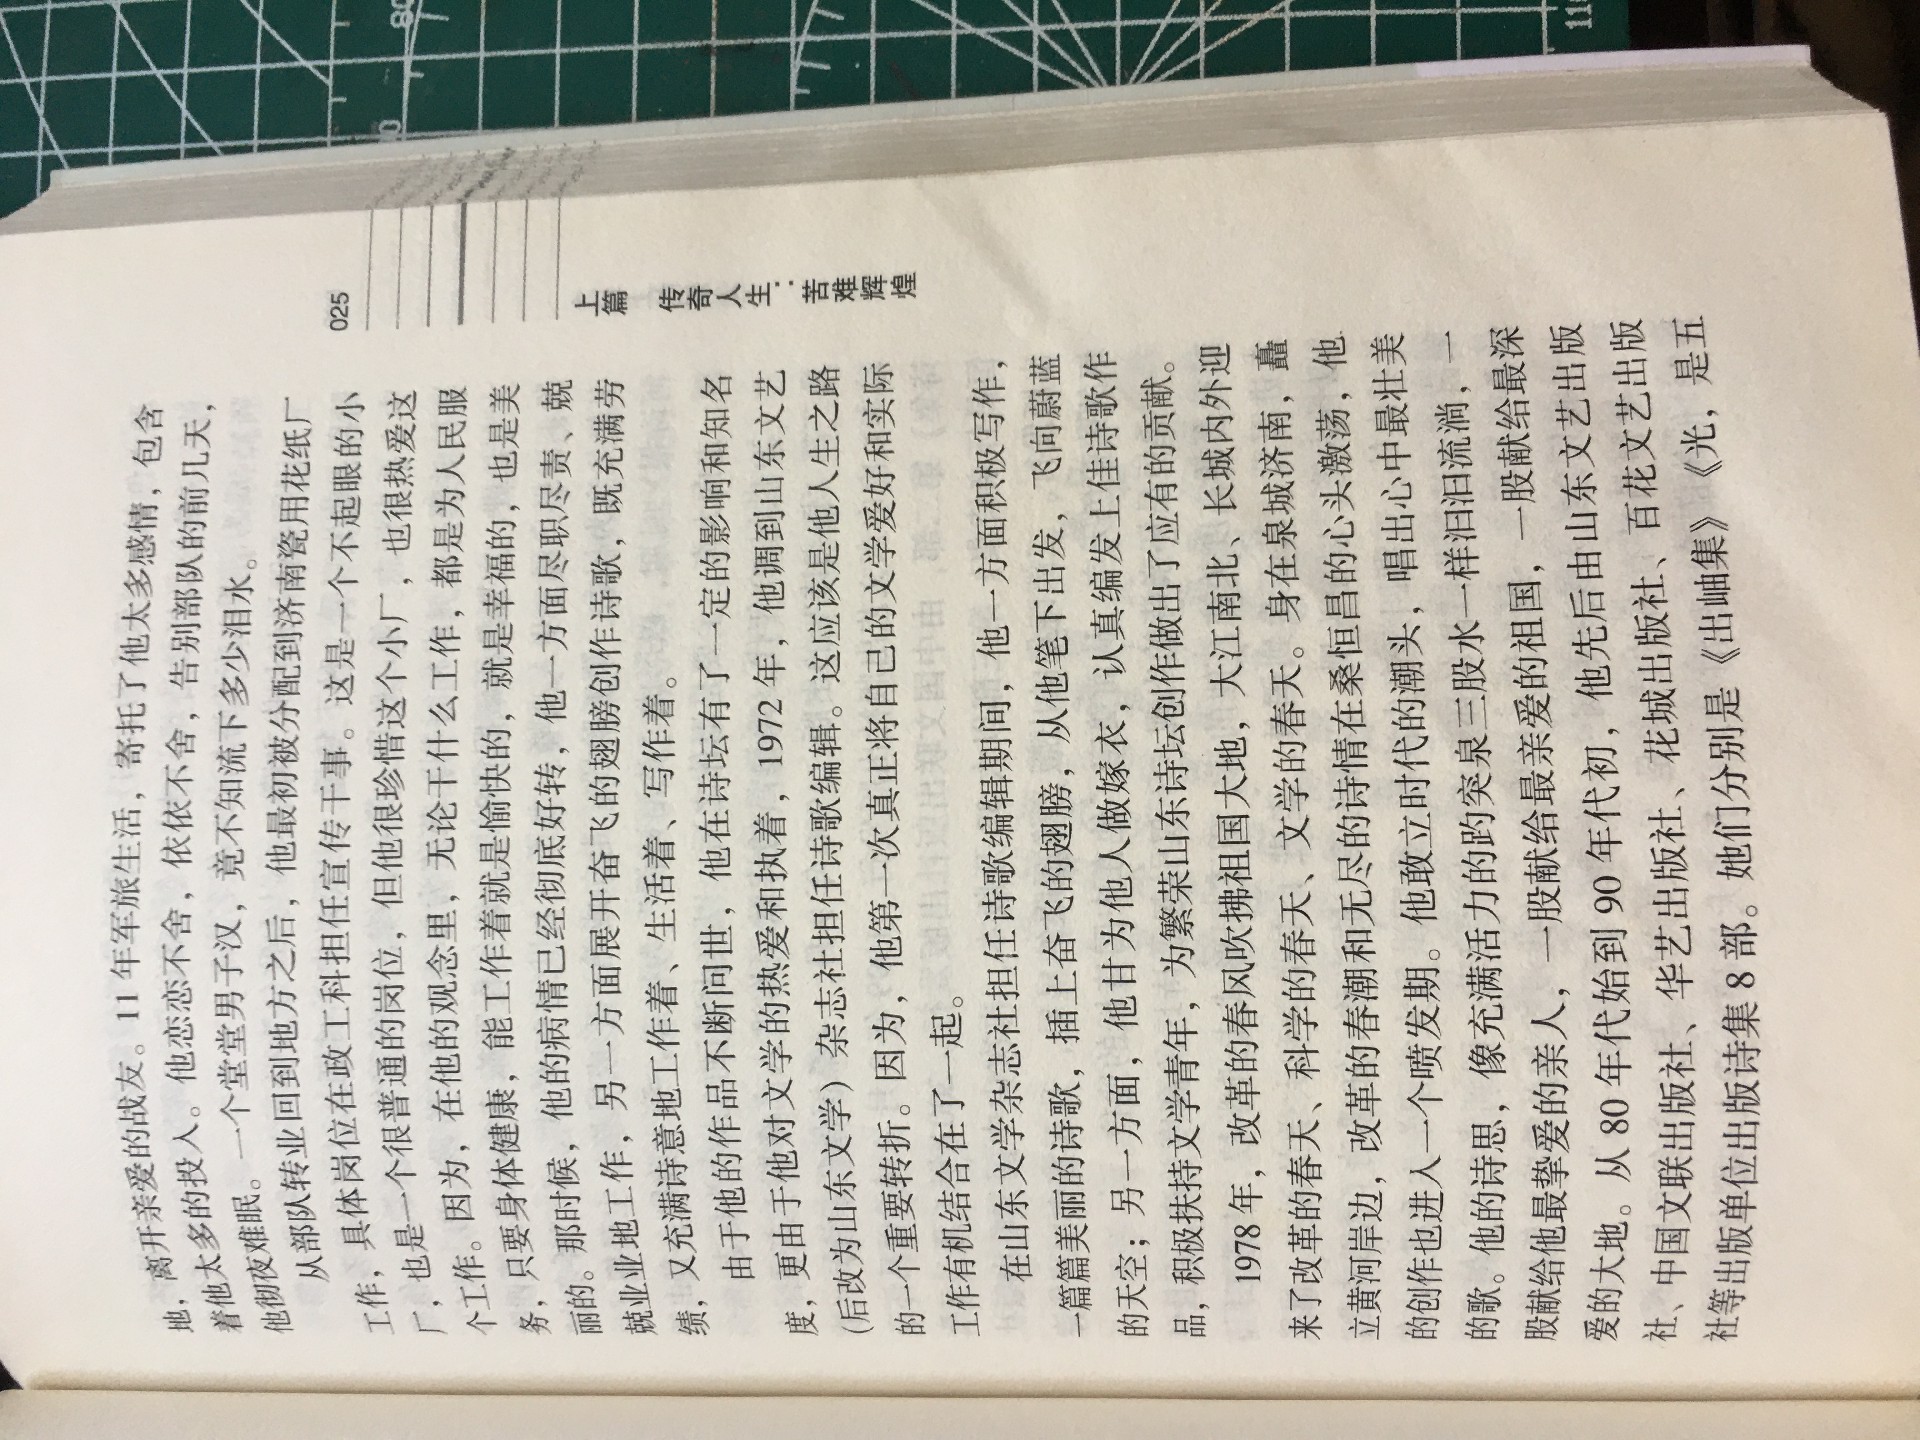 025
上篇 传奇人生：苦难辉煌
地，离开亲爱的战友。11 年军旅生活，寄托了他太多感情，包含
着他太多的投入。他恋恋不舍，依依不舍，告别部队的前几天，
他彻夜难眠。一个堂堂男子汉，竟不知流下多少泪水。
从部队转业回到地方之后，他最初被分配到济南瓷用花纸厂
工作，具体岗位在政工科担任宣传干事。这是一个不起眼的小
厂，也是一个很普通的岗位，但他很珍惜这个小厂，也很热爱这
个工作。因为，在他的观念里，无论干什么工作，都是为人民服
务，只要身体健康，能工作着就是愉快的，就是幸福的，也是美
丽的。那时候，他的病情已经彻底好转，他一方面尽职尽责、兢
兢业业地工作，另一方面展开奋飞的翅膀创作诗歌，既充满劳
绩，又充满诗意地工作着、生活着、写作着。
由于他的作品不断问世，他在诗坛有了一定的影响和知名
度，更由于他对文学的热爱和执着，1972 年，他调到山东文艺
(后改为山东文学) 杂志社担任诗歌编辑。这应该是他人生之路
的一个重要转折。因为，他第一次真正将自己的文学爱好和实际
工作有机结合在了一起。
在山东文学杂志社担任诗歌编辑期间，他一方面积极写作，
一篇篇美丽的诗歌，插上奋飞的翅膀，从他笔下出发，飞向蔚蓝
的天空；另一方面，他甘为他人做嫁衣，认真编发上佳诗歌作
品，积极扶持文学青年，为繁荣山东诗坛创作做出了应有的贡献。
1978 年，改革的春风吹拂祖国大地，大江南北、长城内外迎
来了改革的春天、科学的春天、文学的春天。身在泉城济南，矗
立黄河岸边，改革的春潮和无尽的诗情在桑恒昌的心头激荡，他
的创作也进入一个喷发期。他敢立时代的潮头，唱出心中最壮美
的歌。他的诗思，像充满活力的趵突泉三股水一样汩汩流淌，一
股献给他最挚爱的亲人，一股献给最亲爱的祖国，一股献给最深
爱的大地。从 80 年代始到 90 年代初，他先后由山东文艺出版
社、中国文联出版社、华艺出版社、花城出版社、百花文艺出版
社等出版单位出版诗集 8 部。她们分别是《出岫集》《光，是五